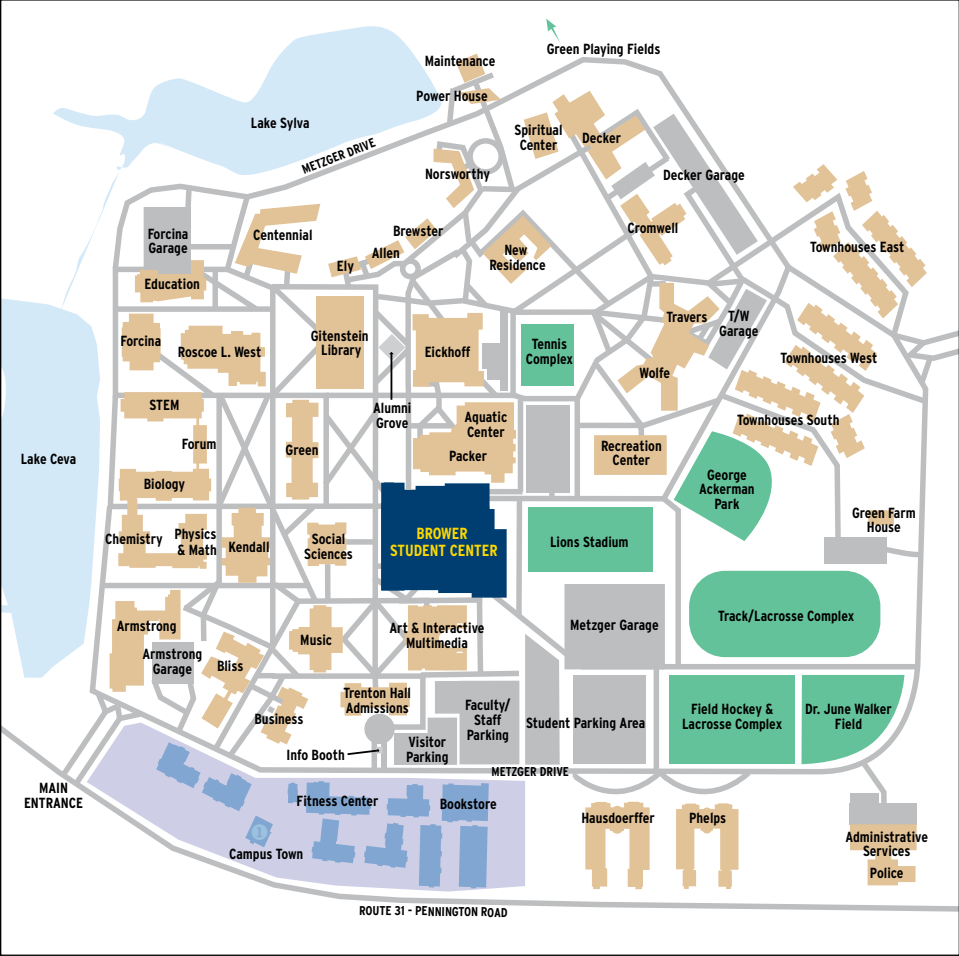 Green Playing Fields
Maintenance
Power House
Lake Sylva
METZGER DRIVE
Spiritual
Center
Decker
Norsworthy
Decker Garage
Forcina
Garage
Centennial
Brewster
Allen
Ely
New
Residence
Cromwell
Townhouses East
Education
Forcina
Roscoe L. West
Gitenstein
Library
Eickhoff
Tennis
Complex
Travers
T/W
Garage
Townhouses West
Wolfe
STEM
Alumni
Grove
Aquatic
Center
Packer
Townhouses South
Forum
Green
Recreation
Center
Lake Ceva
Biology
George
Ackerman
Park
Chemistry
Physics
& Math
Kendall
Social
Sciences
BROWER
STUDENT CENTER
Lions Stadium
Green Farm
House
Armstrong
Armstrong
Garage
Bliss
Music
Art & Interactive
Multimedia
Metzger Garage
Track/Lacrosse Complex
Business
Trenton Hall
Admissions
Info Booth
Visitor
Parking
Faculty/
Staff
Parking
Student Parking Area
Field Hockey &
Lacrosse Complex
Dr. June Walker
Field
METZGER DRIVE
MAIN
ENTRANCE
Fitness Center
Bookstore
1
Campus Town
Hausdoerffer
Phelps
Administrative
Services
Police
ROUTE 31 - PENNINGTON ROAD